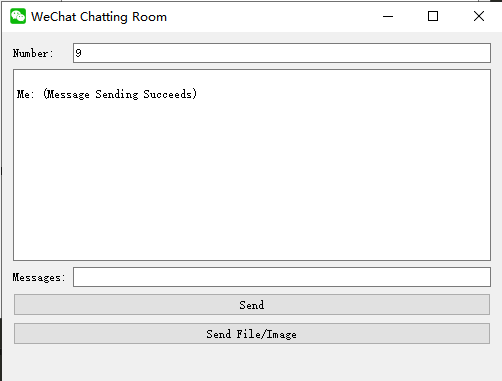 WeChat Chatting Room
Number: 9
Me: (Message Sending Succeeds)
Messages:
Send
Send File/Image